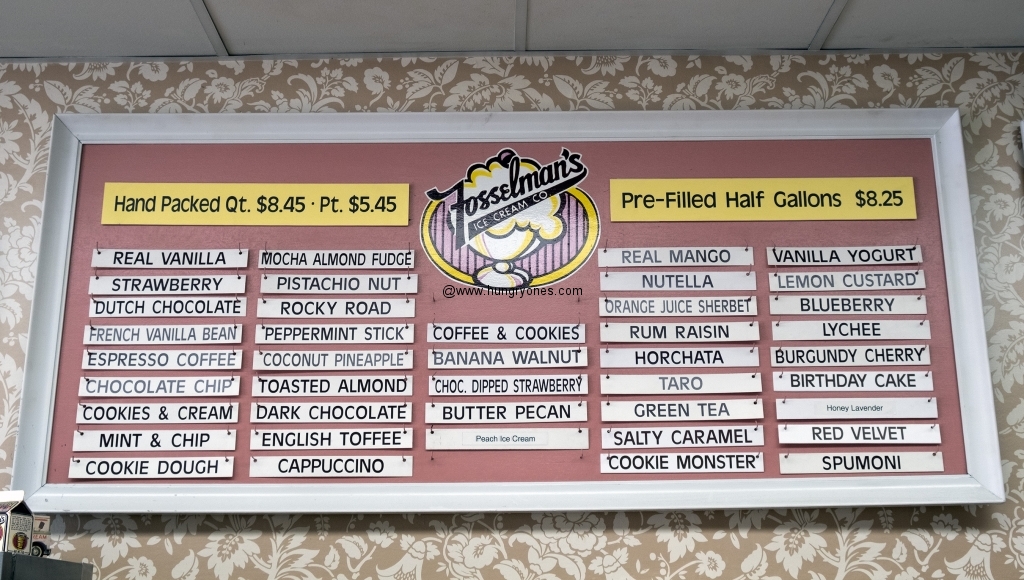 Hand Packed Qt. $8.45 · Pt. $5.45
Fosselman's
ICE CREAM CO.
Pre-Filled Half Gallons $8.25
@www.hungryones.com
REAL VANILLA
STRAWBERRY
DUTCH CHOCOLATE
FRENCH VANILLA BEAN
ESPRESSO COFFEE
CHOCOLATE CHIP
COOKIES & CREAM
MINT & CHIP
COOKIE DOUGH
MOCHA ALMOND FUDGE
PISTACHIO NUT
ROCKY ROAD
PEPPERMINT STICK
COCONUT PINEAPPLE
TOASTED ALMOND
DARK CHOCOLATE
ENGLISH TOFFEE
CAPPUCCINO
COFFEE & COOKIES
BANANA WALNUT
CHOC. DIPPED STRAWBERRY
BUTTER PECAN
Peach Ice Cream
REAL MANGO
NUTELLA
ORANGE JUICE SHERBET
RUM RAISIN
HORCHATA
TARO
GREEN TEA
SALTY CARAMEL
COOKIE MONSTER
VANILLA YOGURT
LEMON CUSTARD
BLUEBERRY
LYCHEE
BURGUNDY CHERRY
BIRTHDAY CAKE
Honey Lavender
RED VELVET
SPUMONI